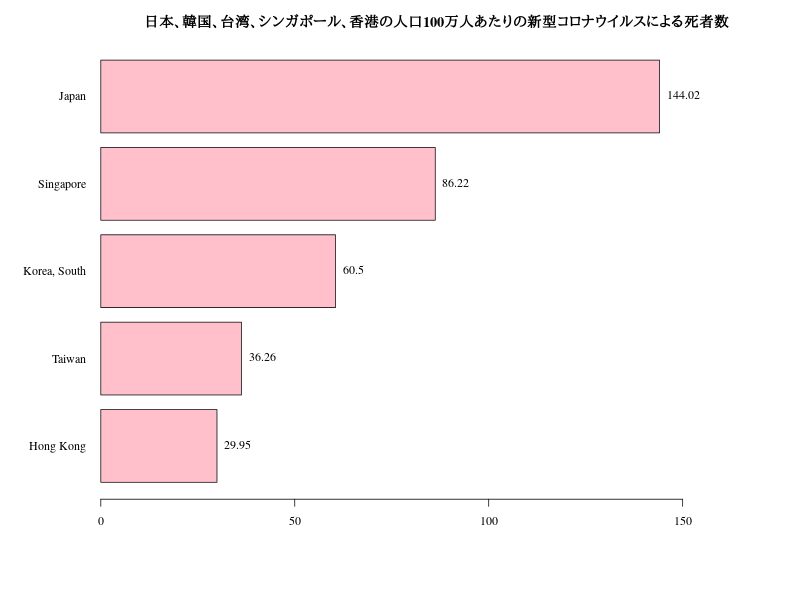 日本、韓国、台湾、シンガポール、香港の人口100万人あたりの新型コロナウイルスによる死者数
Japan
144.02
Singapore
86.22
Korea, South
60.5
Taiwan
36.26
Hong Kong
29.95
0
50
100
150